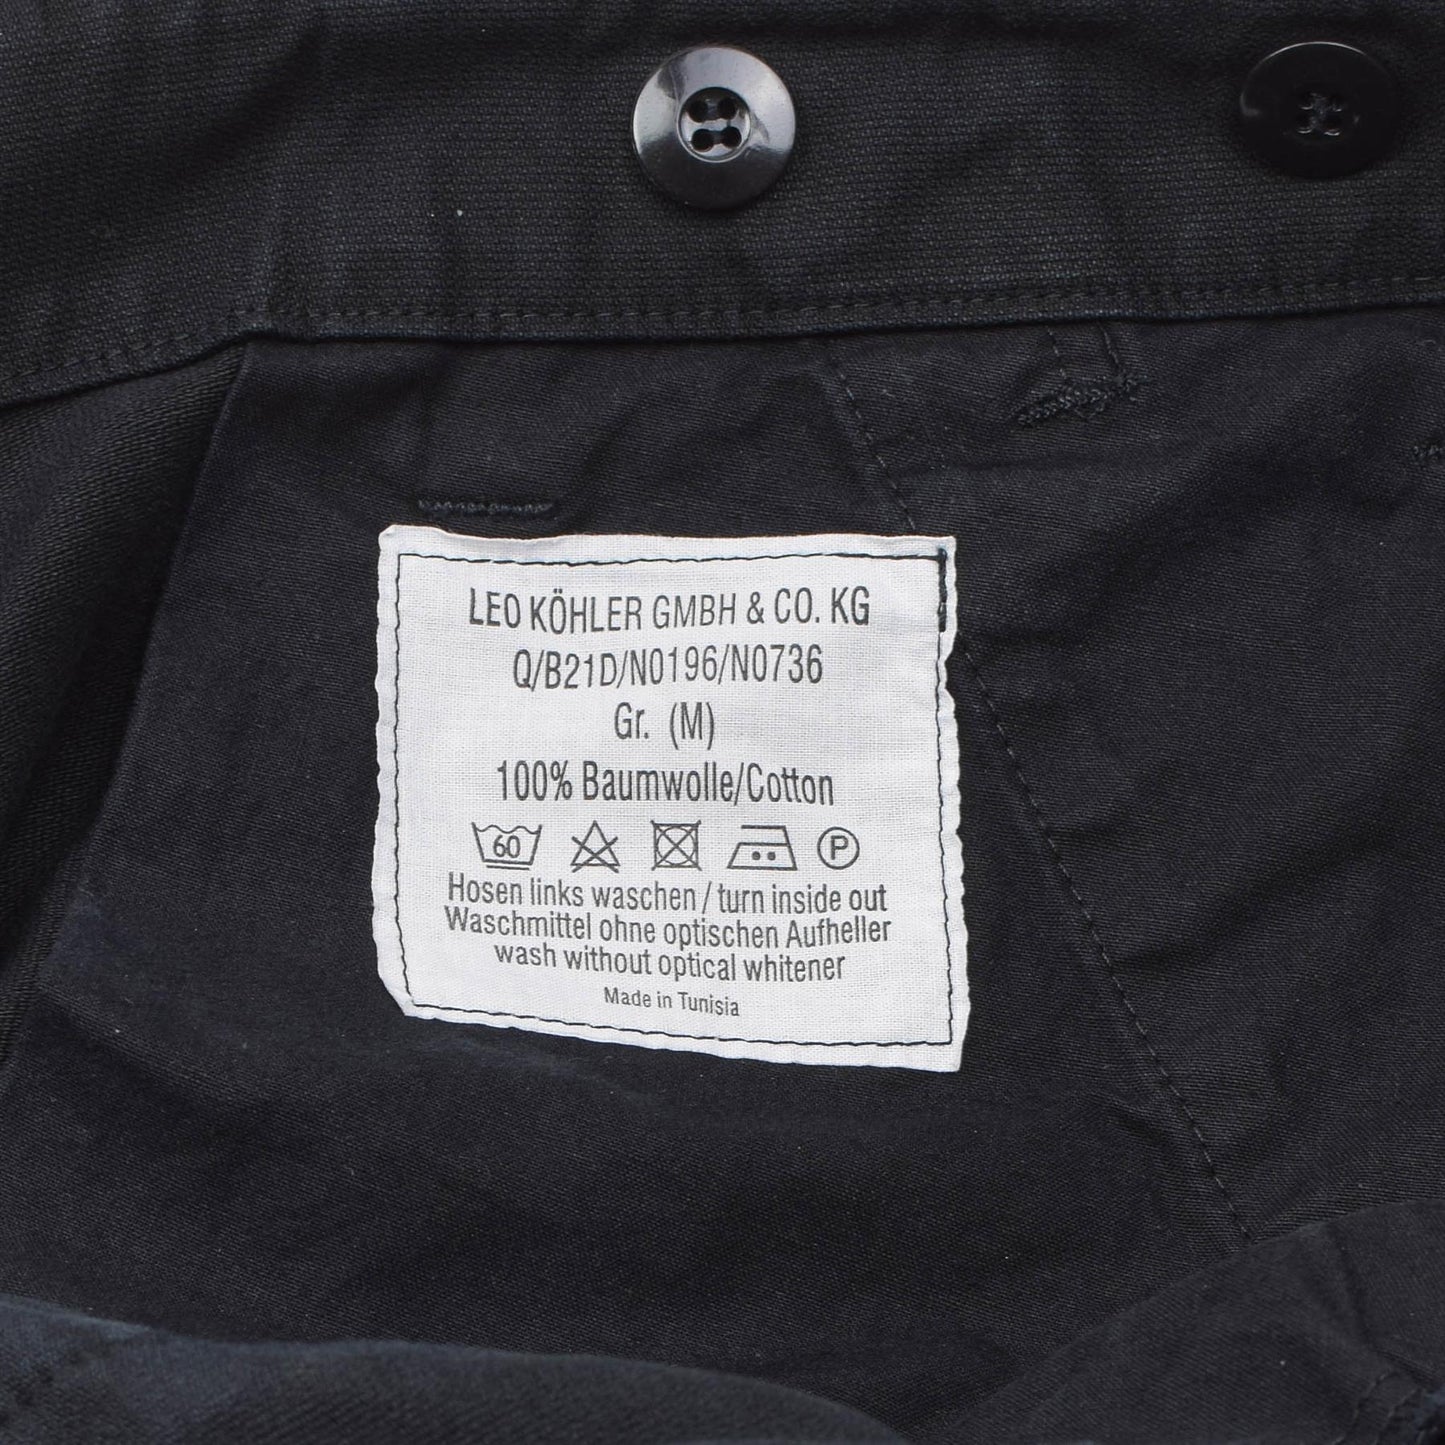 LEO KÖHLER GMBH & CO. KG
Q/B21D/N0196/N0736
Gr. (M)
100% Baumwolle/Cotton
60 P
Hosen links waschen / turn inside out
Waschmittel ohne optischen Aufheller
wash without optical whitener
Made in Tunisia